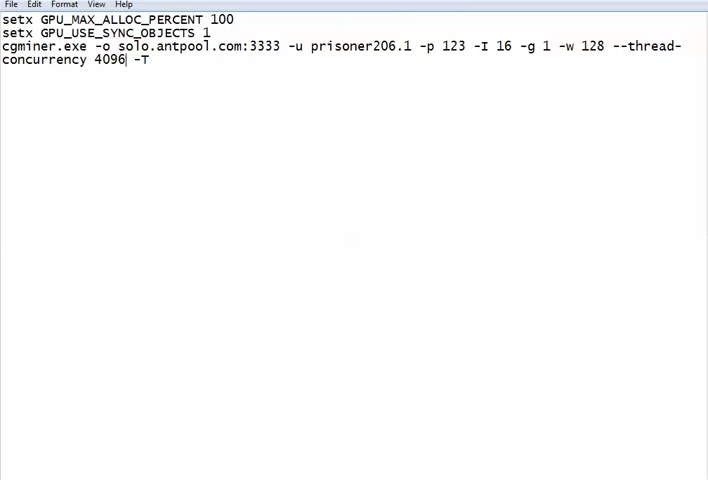 File Edit Format View Help
setx GPU_MAX_ALLOC_PERCENT 100
setx GPU_USE_SYNC_OBJECTS 1
cgminer.exe -o solo.antpool.com:3333 -u prisoner206.1 -p 123 -I 16 -g 1 -w 128 --thread-
concurrency 4096 -T